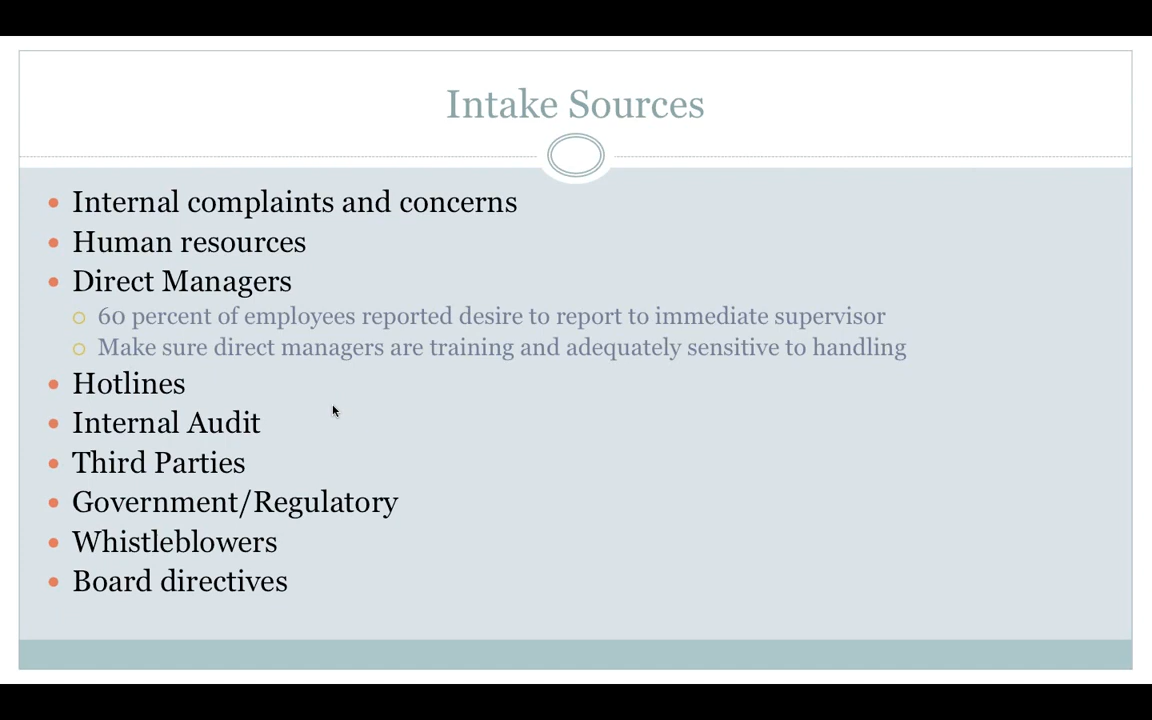 Intake Sources
Internal complaints and concerns
Human resources
Direct Managers
60 percent of employees reported desire to report to immediate supervisor
Make sure direct managers are training and adequately sensitive to handling
Hotlines
Internal Audit
Third Parties
Government/Regulatory
Whistleblowers
Board directives